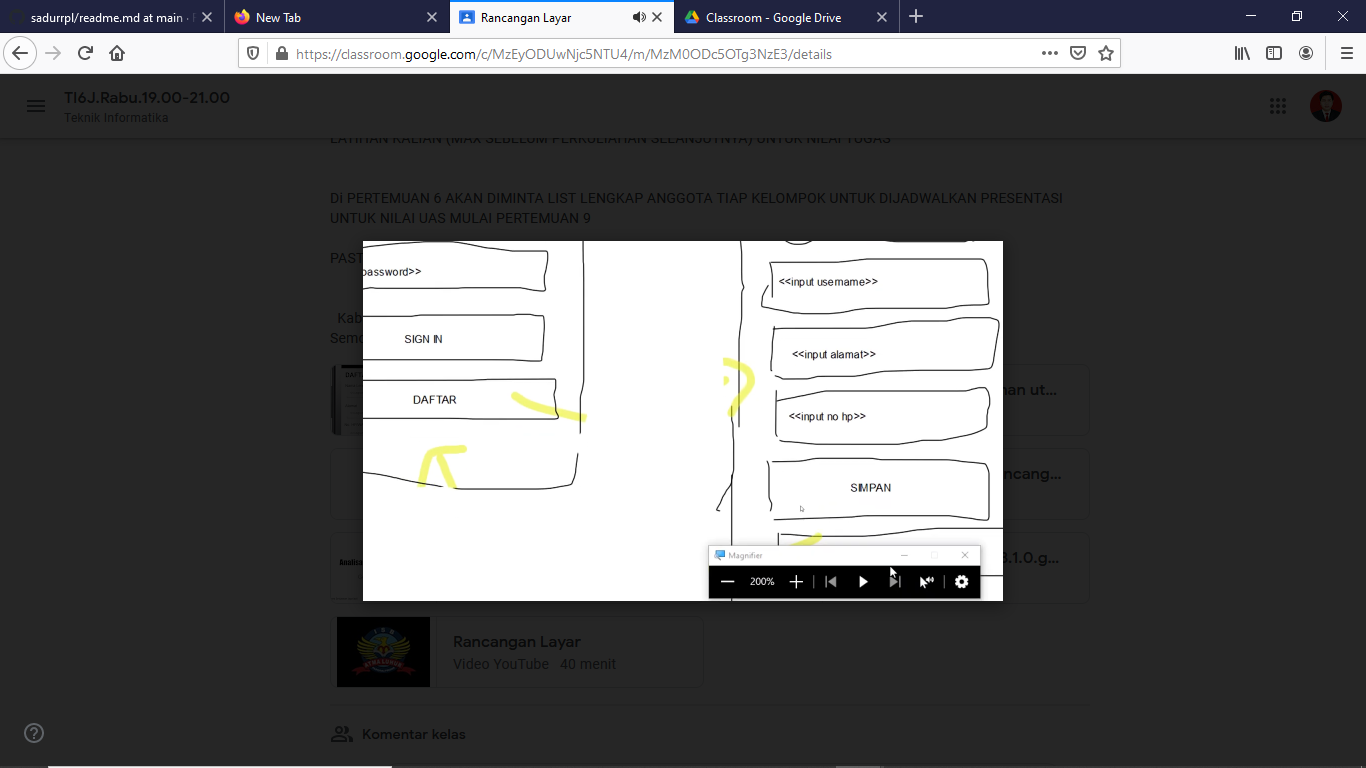 sadurrpl/readme.md at main ·
New Tab
Rancangan Layar
Classroom - Google Drive
https://classroom.google.com/c/MzEyODUwNjc5NTU4/m/MzM0ODc5OTg3NzE3/details
TI6J.Rabu.19.00-21.00
Teknik Informatika
LATIHAN KALIAN (MAX SEBELUM PERKULIAHAN SELANJUTNYA) UNTUK NILAI TUGAS
DI PERTEMUAN 6 AKAN DIMINTA LIST LENGKAP ANGGOTA TIAP KELOMPOK UNTUK DIJADWALKAN PRESENTASI
UNTUK NILAI UAS MULAI PERTEMUAN 9
PAST
Kab
Sem
password>>
SIGN IN
DAFTAR
<<input username>>
<<input alamat>>
<<input no hp>>
SIMPAN
Magnifier
200%
an ut...
ncang...
3.1.0.g...
Rancangan Layar
Video YouTube 40 menit
Komentar kelas